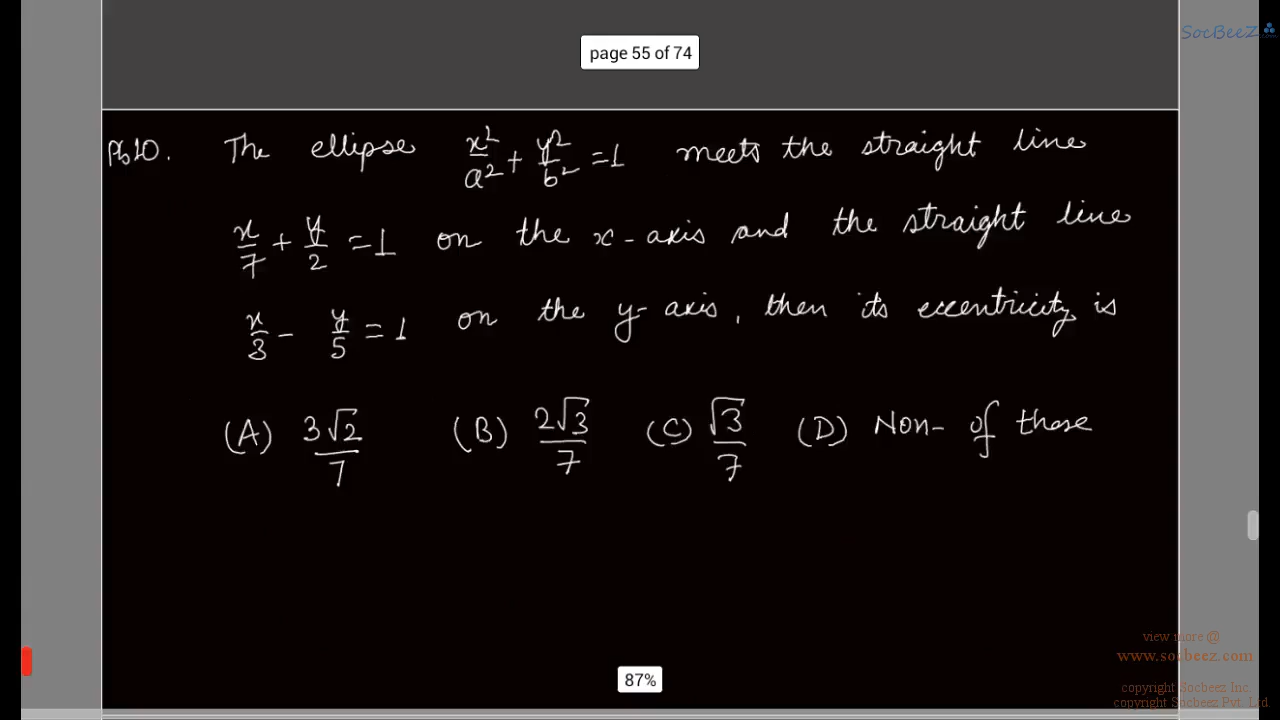 SocBeeZ
.com
page 55 of 74
Pb10. The ellipse x²/a² + y²/b² = 1 meets the straight line
x/7 + y/2 = 1 on the x-axis and the straight line
x/3 - y/5 = 1 on the y-axis, then its eccentricity is
(A) 3√2/7 (B) 2√3/7 (C) √3/7 (D) Non- of these
view more @
www.socbeez.com
87%
copyright Socbeez Inc
copyright Socbeez Pvt. Ltd